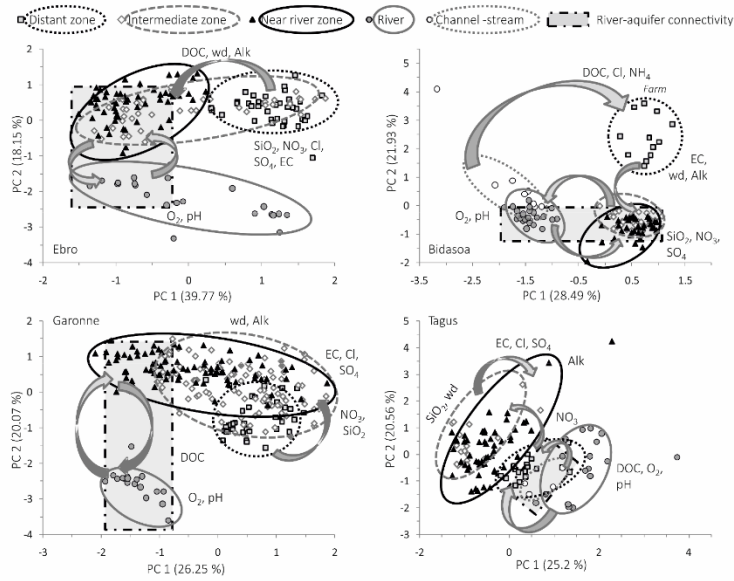 Distant zone Intermediate zone Near river zone River Channel -stream River-aquifer connectivity
DOC, wd, Alk
SiO2, NO3, Cl,
SO4, EC
O2, pH
Ebro
2
1
0
-1
-2
-3
-4
-2 -1 0 1 2
PC 2 (18.15 %)
PC 1 (39.77 %)
DOC, Cl, NH4
Farm
EC,
wd, Alk
O2, pH
SiO2, NO3,
SO4
Bidasoa
5
4
3
2
1
0
-1
-2
-3.5 -2.5 -1.5 -0.5 0.5 1.5
PC 2 (21.93 %)
PC 1 (28.49 %)
Garonne
wd, Alk
EC, Cl,
SO4
NO3,
SiO2
DOC
O2, pH
2
1
0
-1
-2
-3
-4
-3 -2 -1 0 1 2
PC 2 (20.07 %)
PC 1 (26.25 %)
Tagus
EC, Cl, SO4
Alk
SiO2, wd
NO3
DOC, O2,
pH
5
4
3
2
1
0
-1
-2
-3
-2 0 2 4
PC 2 (20.56 %)
PC 1 (25.2 %)